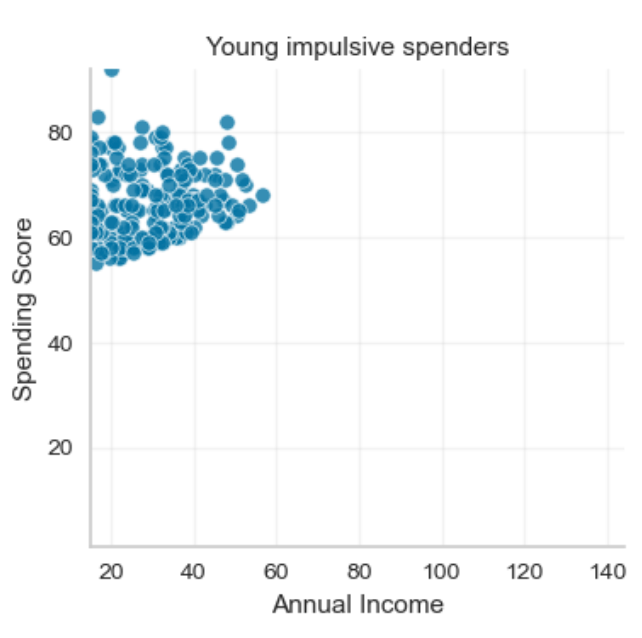 Young impulsive spenders
80
60
40
20
Spending Score
20 40 60 80 100 120 140
Annual Income